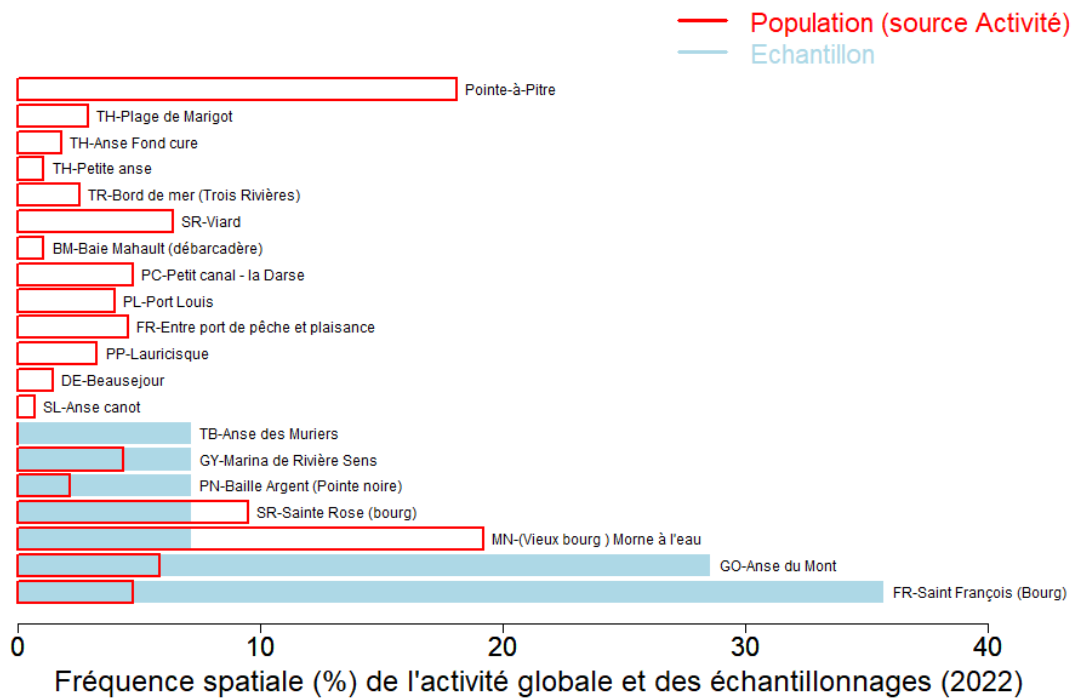 Population (source Activité)
Echantillon
Pointe-à-Pitre
TH-Plage de Marigot
TH-Anse Fond cure
TH-Petite anse
TR-Bord de mer (Trois Rivières)
SR-Viard
BM-Baie Mahault (débarcadère)
PC-Petit canal - la Darse
PL-Port Louis
FR-Entre port de pêche et plaisance
PP-Lauricisque
DE-Beausejour
SL-Anse canot
TB-Anse des Muriers
GY-Marina de Rivière Sens
PN-Baille Argent (Pointe noire)
SR-Sainte Rose (bourg)
MN-(Vieux bourg ) Morne à l'eau
GO-Anse du Mont
FR-Saint François (Bourg)
0 10 20 30 40
Fréquence spatiale (%) de l'activité globale et des échantillonnages (2022)